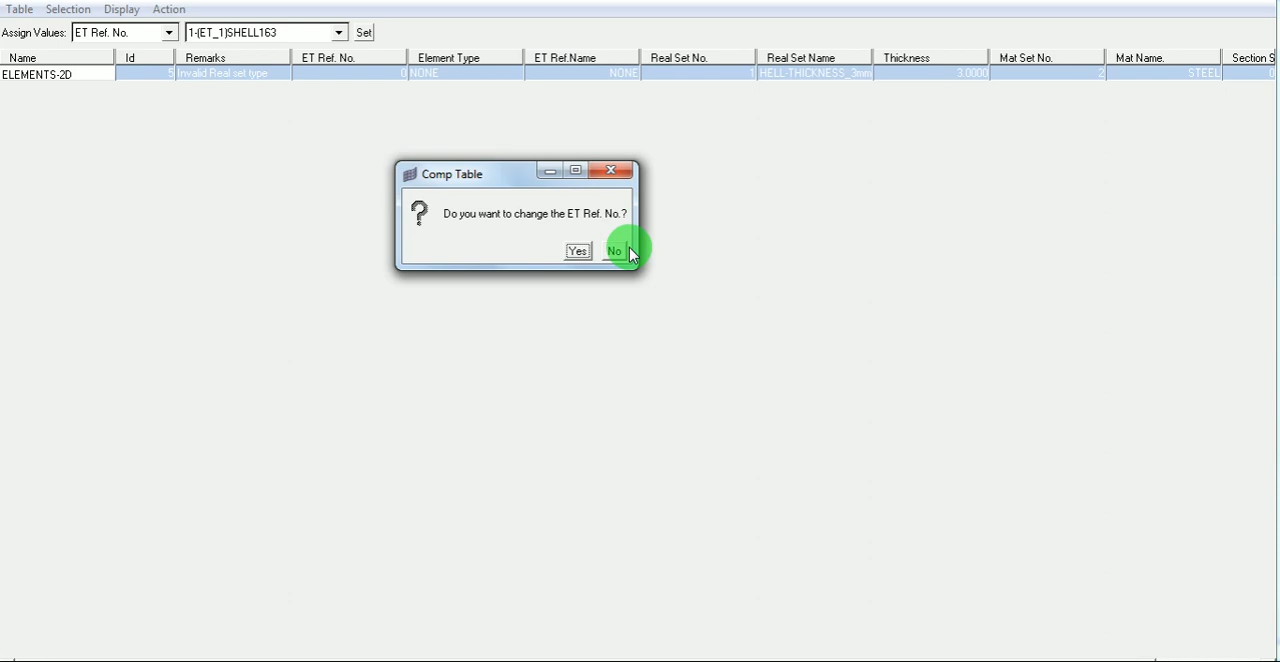 Table Selection Display Action
Assign Values: ET Ref. No. 1-(ET_1)SHELL163 Set
Name Id Remarks ET Ref. No. Element Type ET Ref.Name Real Set No. Real Set Name Thickness Mat Set No. Mat Name. Section S
ELEMENTS-2D 5 Invalid Real set type 0 NONE NONE 1 HELL-THICKNESS_3mm 3.0000 2 STEEL 0
Comp Table
Do you want to change the ET Ref. No.?
Yes No